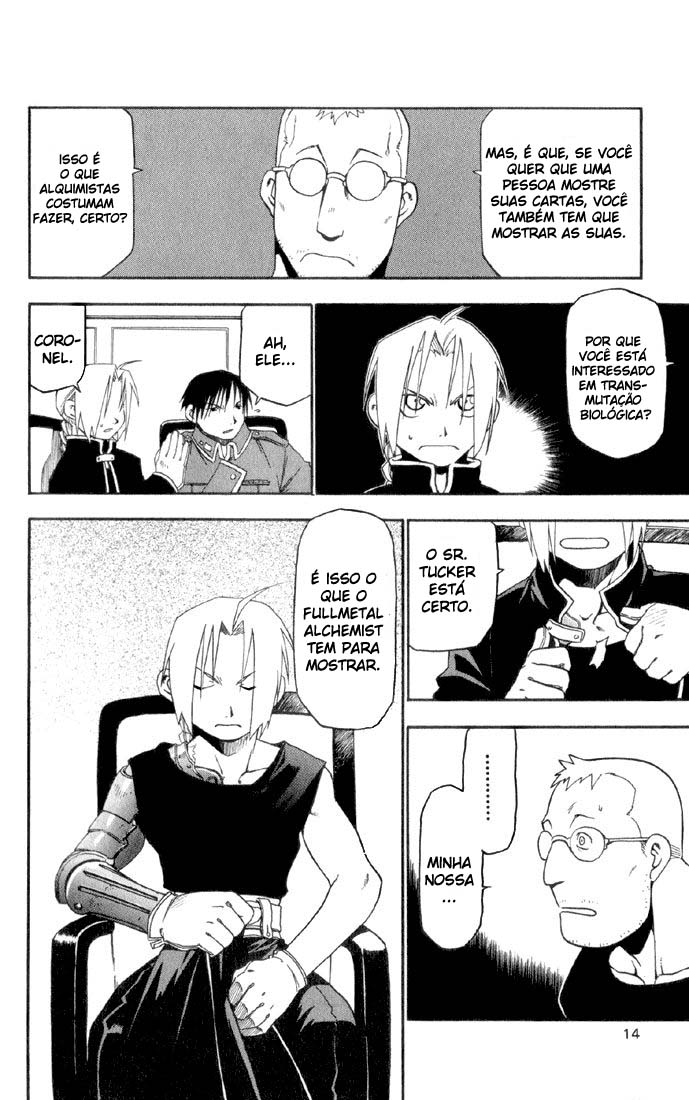 MAS, É QUE, SE VOCÊ
QUER QUE UMA
PESSOA MOSTRE
SUAS CARTAS, VOCÊ
TAMBÉM TEM QUE
MOSTRAR AS SUAS.
ISSO É
O QUE
ALQUIMISTAS
COSTUMAM
FAZER, CERTO?
POR QUE
VOCÊ ESTÁ
INTERESSADO
EM TRANS-
MUTAÇÃO
BIOLÓGICA?
AH,
ELE...
CORO-
NEL.
O SR.
TUCKER
ESTÁ
CERTO.
.........
MINHA
NOSSA
...
É ISSO O
QUE O
FULLMETAL
ALCHEMIST
TEM PARA
MOSTRAR.
14